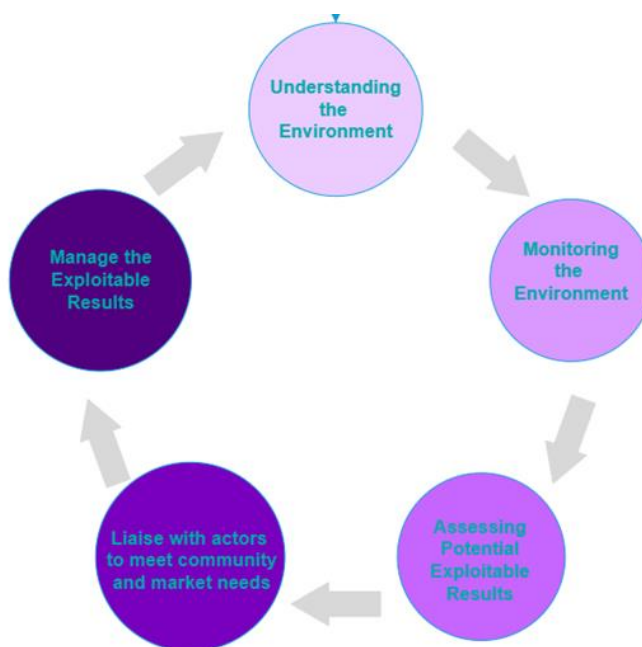 Understanding
the
Environment
Monitoring
the
Environment
Assessing
Potential
Exploitable
Results
Liaise with actors
to meet community
and market needs
Manage the
Exploitable
Results